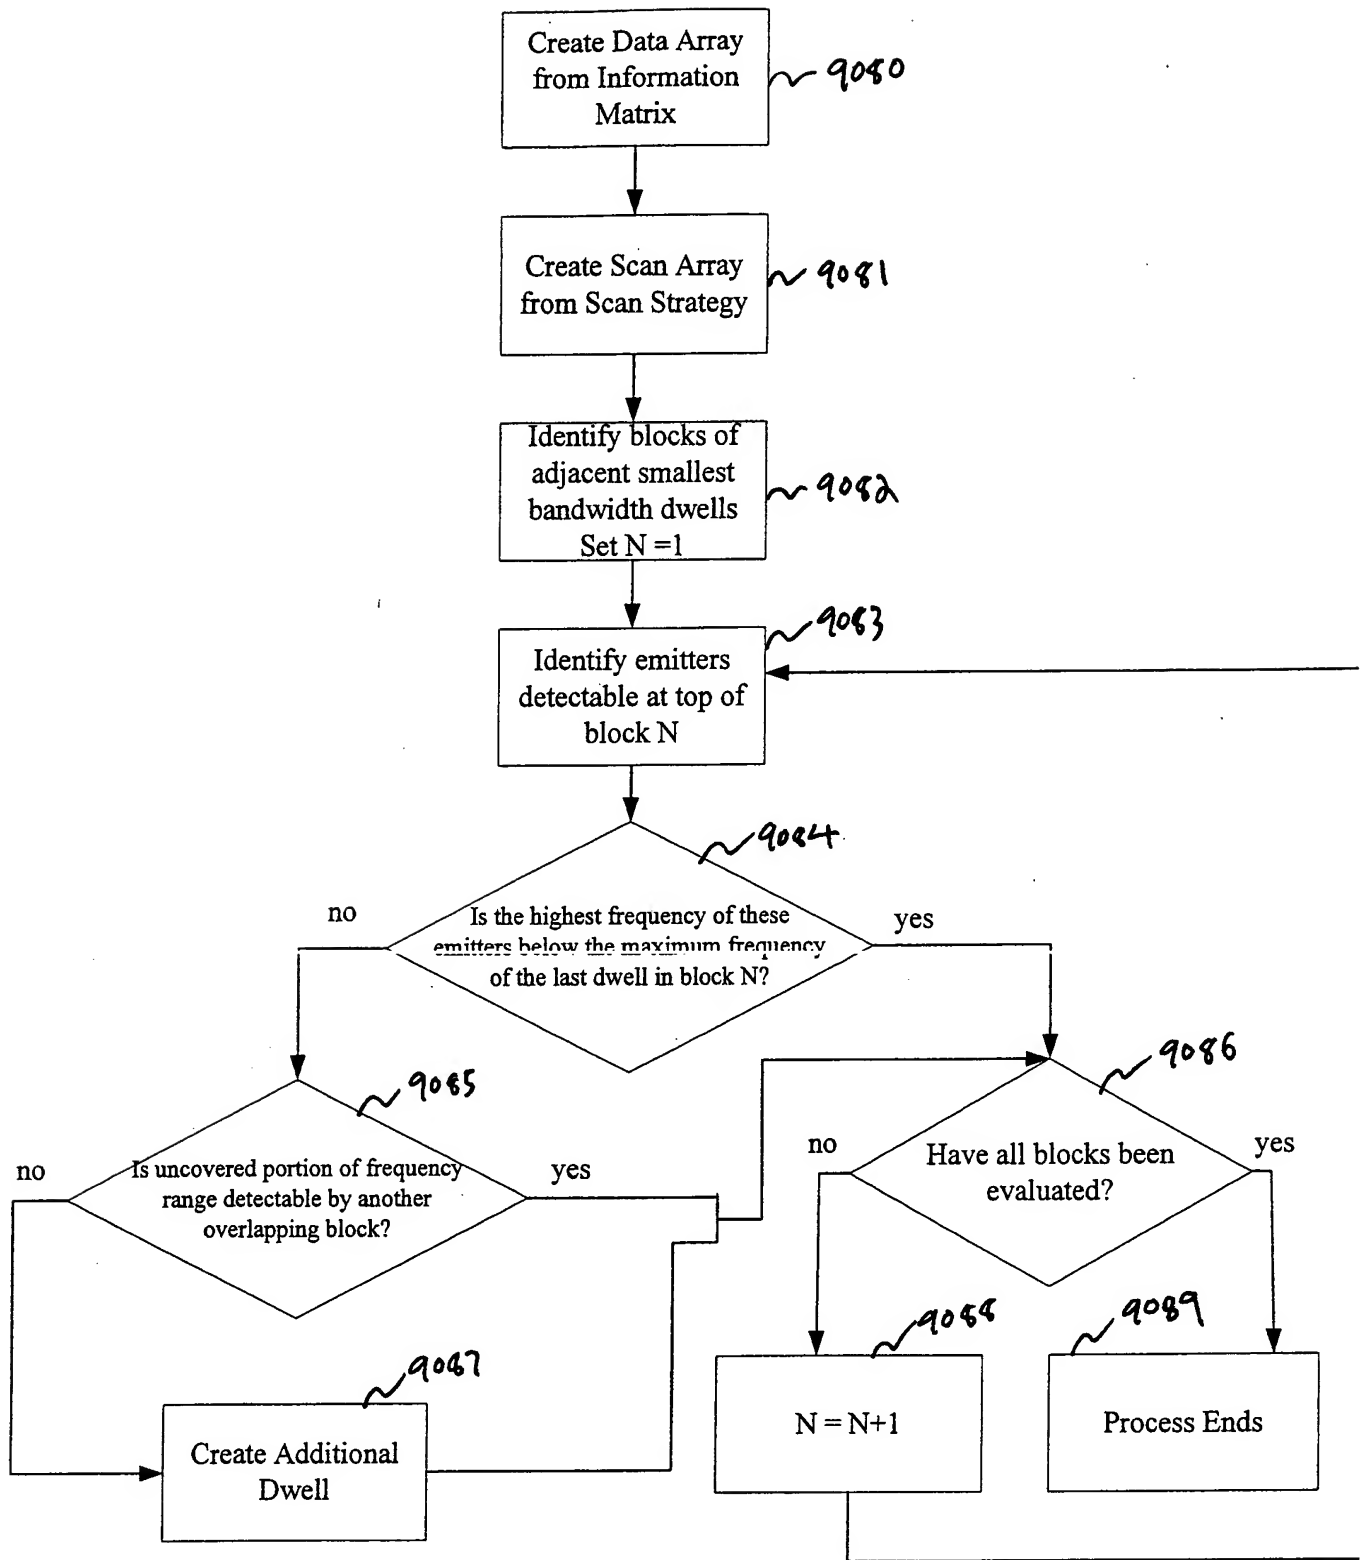 Create Data Array
from Information
Matrix
9080
Create Scan Array
from Scan Strategy
9081
Identify blocks of
adjacent smallest
bandwidth dwells
Set N =1
9082
Identify emitters
detectable at top of
block N
9083
9084
no
Is the highest frequency of these
emitters below the maximum frequency
of the last dwell in block N?
yes
9085
9086
no
Is uncovered portion of frequency
range detectable by another
overlapping block?
yes
no
Have all blocks been
evaluated?
yes
9087
Create Additional
Dwell
9088
N = N+1
9089
Process Ends